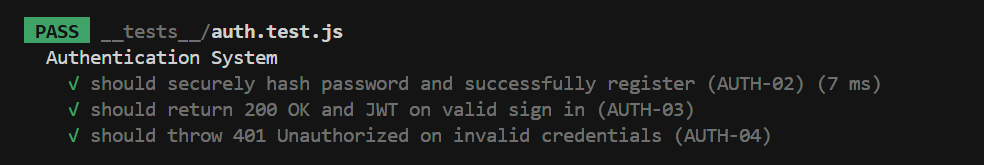 PASS __tests__/auth.test.js
Authentication System
√ should securely hash password and successfully register (AUTH-02) (7 ms)
√ should return 200 OK and JWT on valid sign in (AUTH-03)
√ should throw 401 Unauthorized on invalid credentials (AUTH-04)